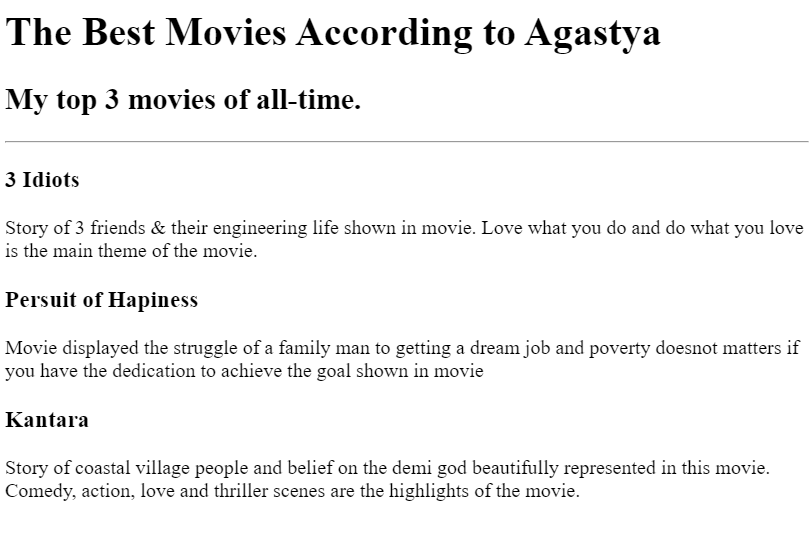 The Best Movies According to Agastya
My top 3 movies of all-time.
3 Idiots
Story of 3 friends & their engineering life shown in movie. Love what you do and do what you love
is the main theme of the movie.
Persuit of Hapiness
Movie displayed the struggle of a family man to getting a dream job and poverty doesnot matters if
you have the dedication to achieve the goal shown in movie
Kantara
Story of coastal village people and belief on the demi god beautifully represented in this movie.
Comedy, action, love and thriller scenes are the highlights of the movie.